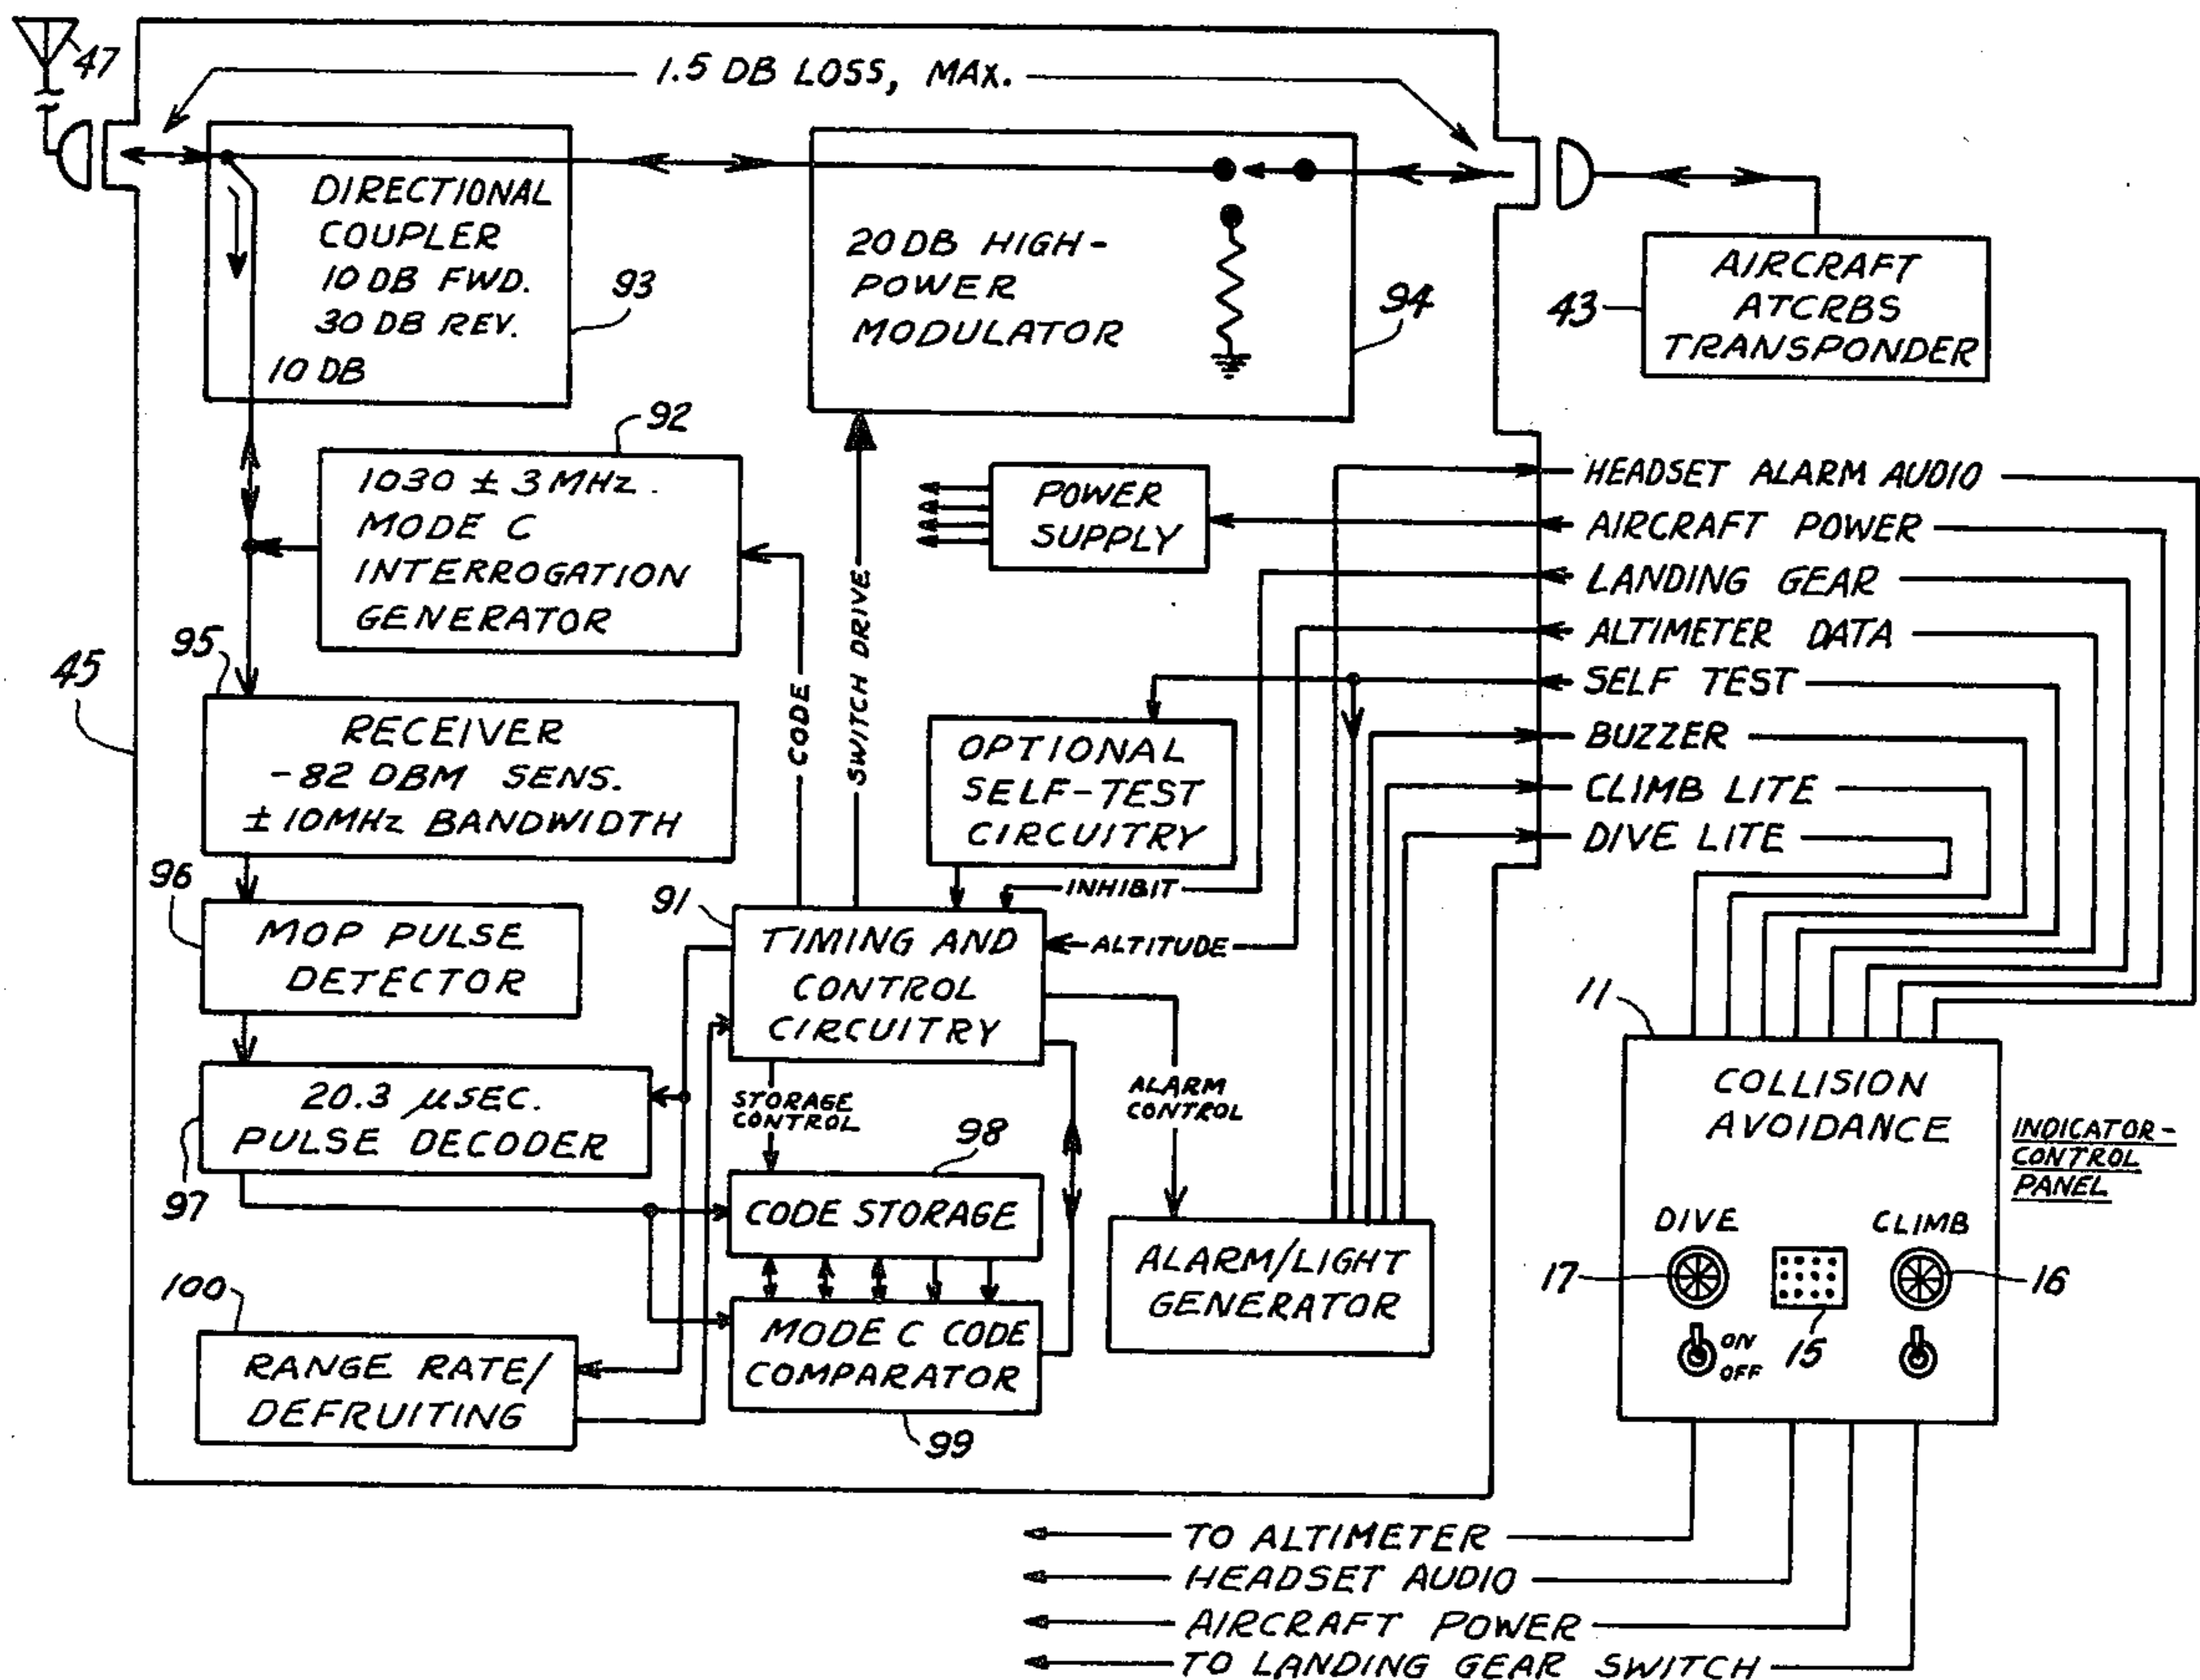 47
1.5 DB LOSS, MAX.
DIRECTIONAL
COUPLER
10 DB FWD.
30 DB REV.
10 DB
93
20 DB HIGH-
POWER
MODULATOR
94
43
AIRCRAFT
ATCRBS
TRANSPONDER
92
1030 ± 3 MHz.
MODE C
INTERROGATION
GENERATOR
CODE
SWITCH DRIVE
POWER
SUPPLY
HEADSET ALARM AUDIO
AIRCRAFT POWER
LANDING GEAR
ALTIMETER DATA
SELF TEST
BUZZER
CLIMB LITE
DIVE LITE
45
95
RECEIVER
-82 DBM SENS.
±10MHz BANDWIDTH
OPTIONAL
SELF-TEST
CIRCUITRY
INHIBIT
ALTITUDE
96
MOP PULSE
DETECTOR
91
TIMING AND
CONTROL
CIRCUITRY
20.3 µSEC.
PULSE DECODER
97
STORAGE
CONTROL
ALARM
CONTROL
98
CODE STORAGE
MODE C CODE
COMPARATOR
99
100
RANGE RATE/
DEFRUITING
ALARM/LIGHT
GENERATOR
11
COLLISION
AVOIDANCE
INDICATOR-
CONTROL
PANEL
DIVE
CLIMB
17
16
15
ON
OFF
TO ALTIMETER
HEADSET AUDIO
AIRCRAFT POWER
TO LANDING GEAR SWITCH